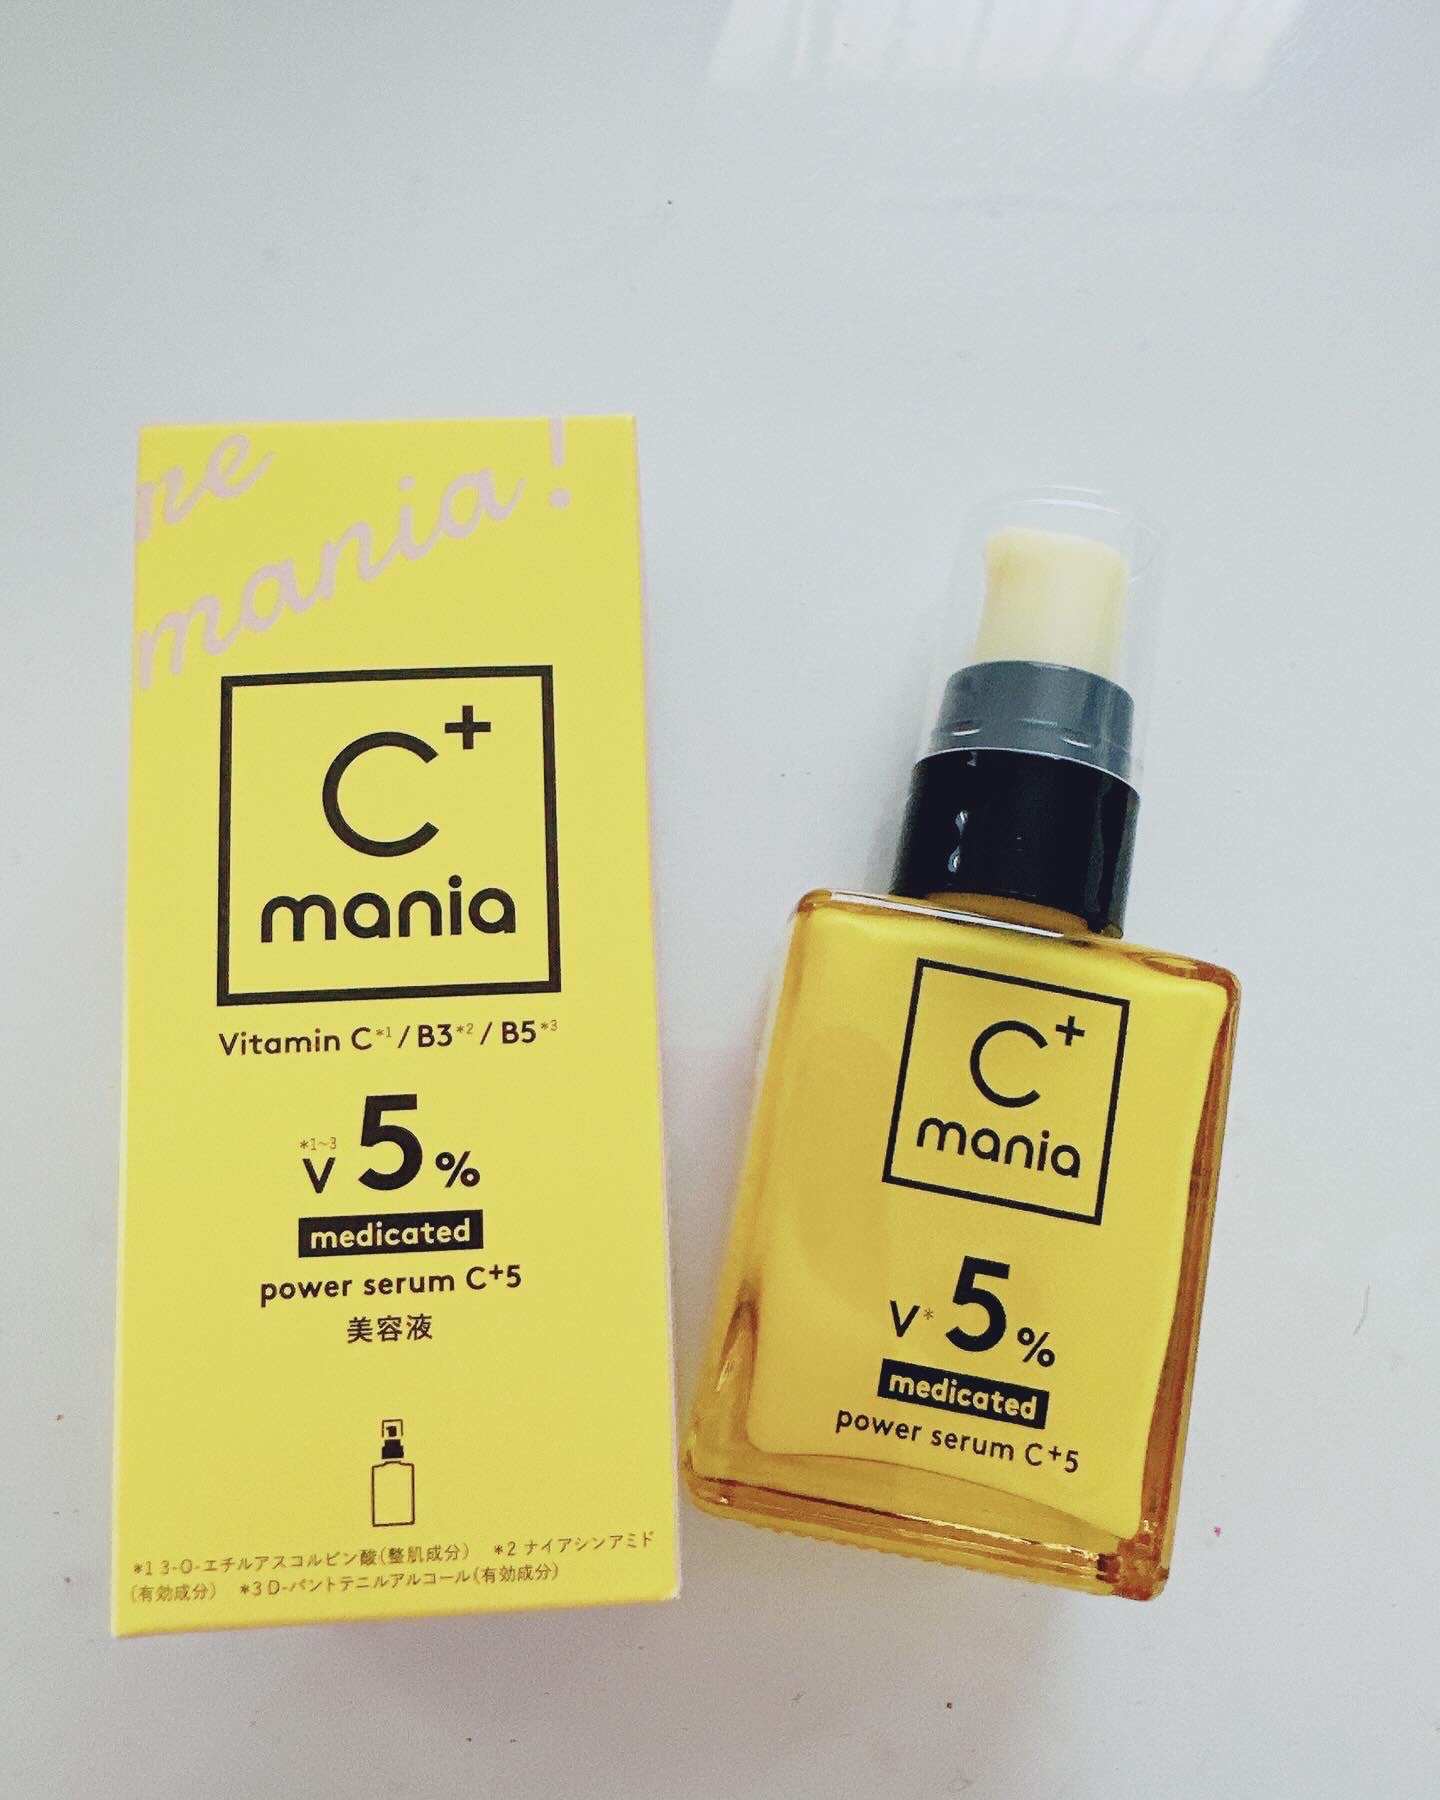 ne
mania!
C+
mania
Vitamin C*1 / B3*2 / B5*3
*1~3
V 5%
medicated
power serum C+5
美容液
*1 3-O-エチルアスコルビン酸(整肌成分) *2 ナイアシンアミド
(有効成分) *3 D-パントテニルアルコール(有効成分)
C+
mania
V* 5%
medicated
power serum C+5